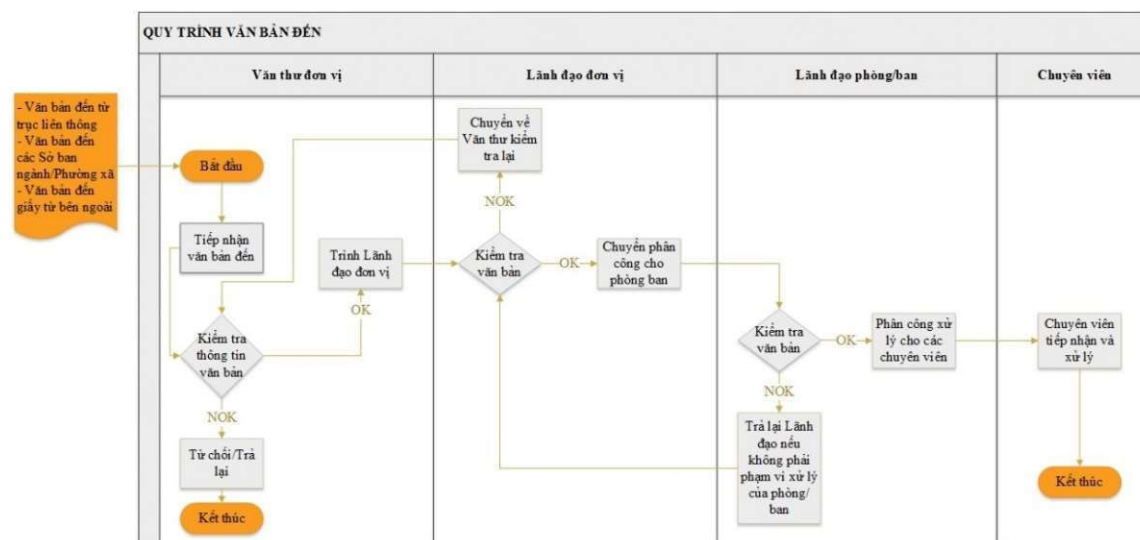 QUY TRÌNH VĂN BẢN ĐẾN
Văn thư đơn vị
Lãnh đạo đơn vị
Lãnh đạo phòng/ban
Chuyên viên
- Văn bản đến từ
trục liên thông
- Văn bản đến
các Sở ban
ngành/Phường xã
- Văn bản đến
giấy từ bên ngoài
Bắt đầu
Tiếp nhận
văn bản đến
Kiểm tra
thông tin
văn bản
NOK
Từ chối/Trả
lại
Kết thúc
OK
Trình Lãnh
đạo đơn vị
Chuyển về
Văn thư kiểm
tra lại
NOK
Kiểm tra
văn bản
OK
Chuyển phân
công cho
phòng ban
Kiểm tra
văn bản
NOK
Trả lại Lãnh
đạo nếu
không phải
phạm vi xử lý
của phòng/
ban
OK
Phân công xử
lý cho các
chuyên viên
Chuyên viên
tiếp nhận và
xử lý
Kết thúc